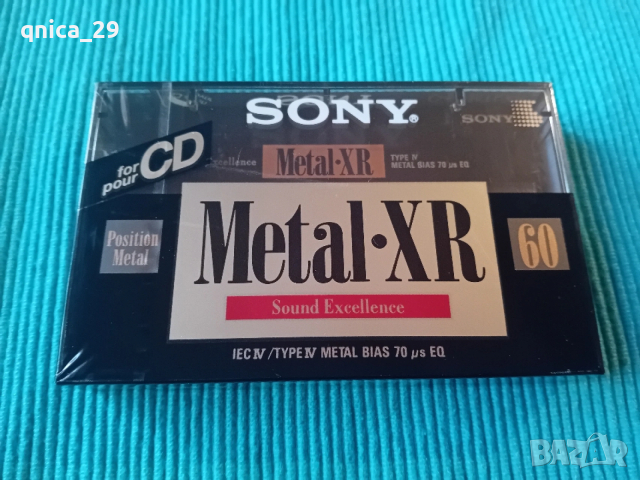 qnica_29
SONY®
SONY
for
pour CD
Excellence Metal·XR TYPE IV
METAL BIAS 70 µs EQ
Position
Metal
Metal·XR
60
Sound Excellence
IEC IV/TYPE IV METAL BIAS 70 µs EQ
BAZAR